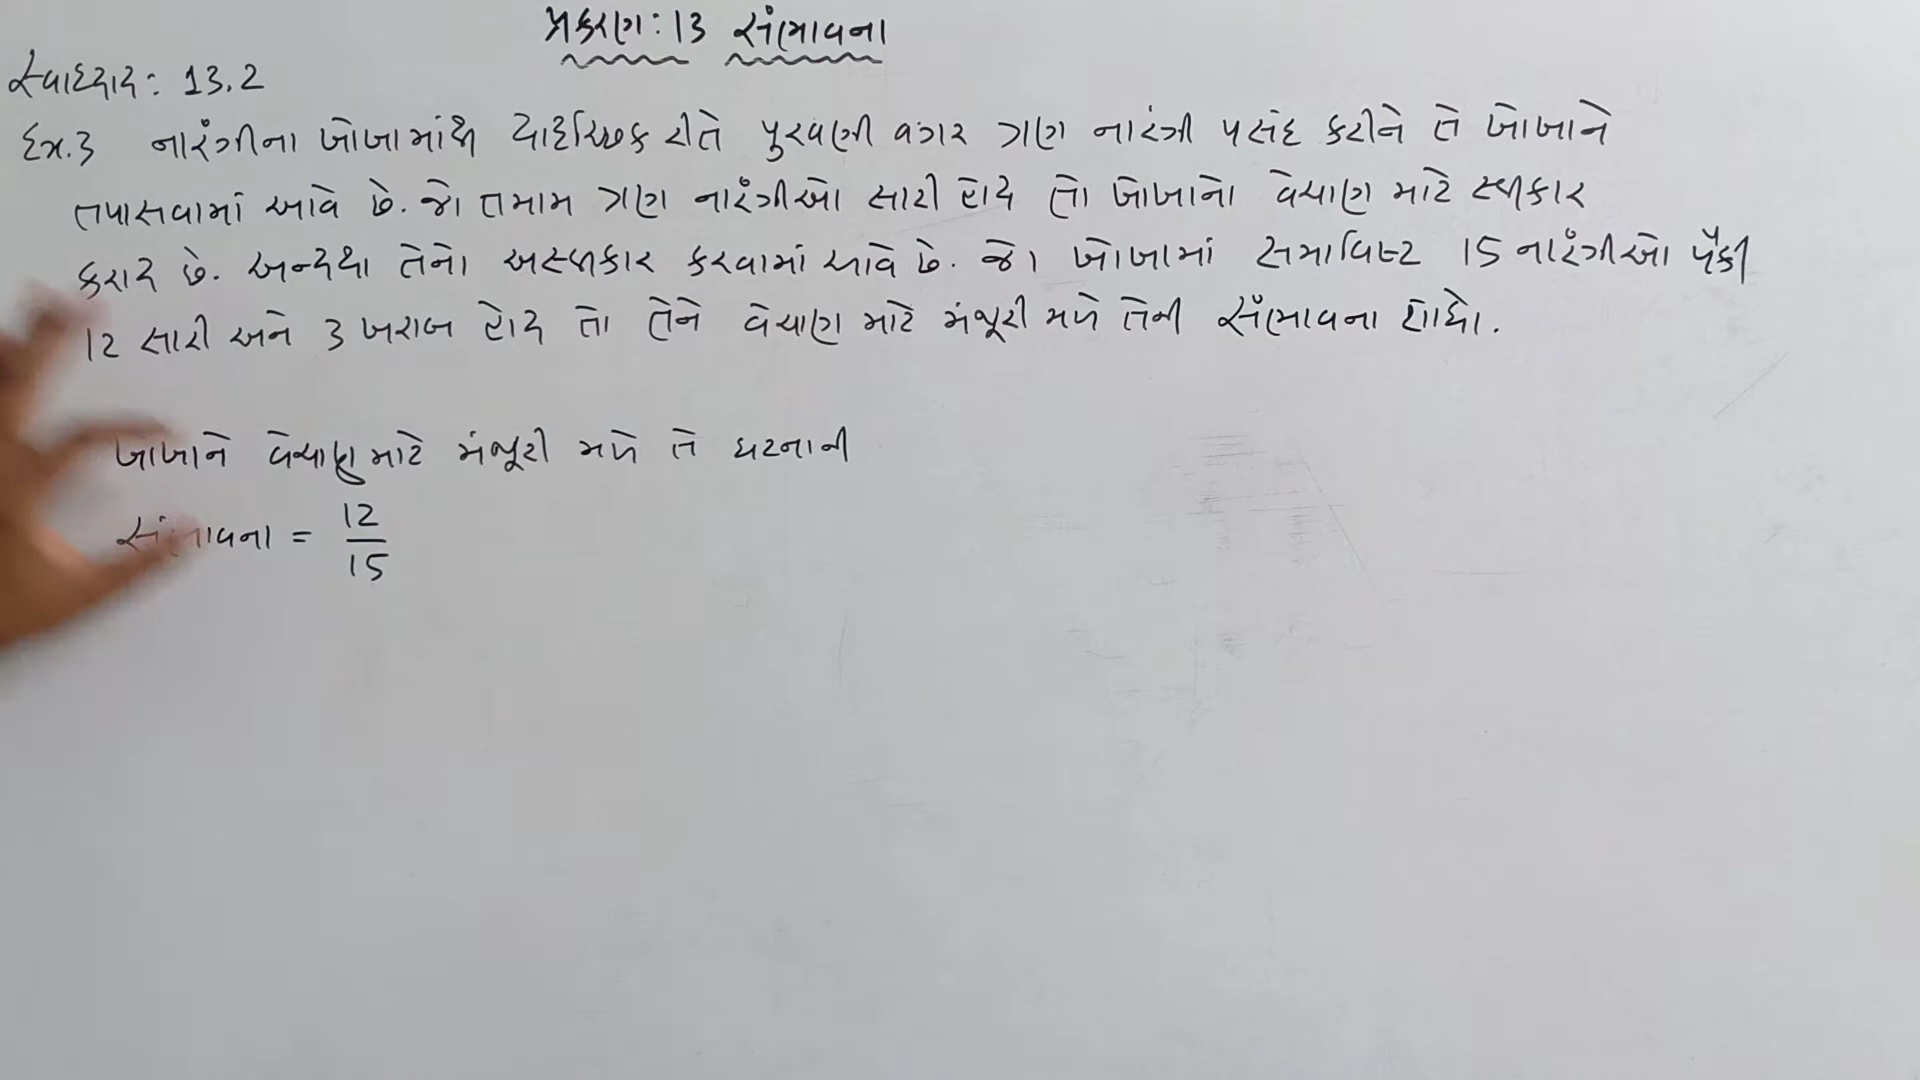 પ્રકરણ: 13 સંભાવના
સ્વાધ્યાય: 13.2
Ex.3 નારંગીના ખોખામાંથી યાદચ્છિક રીતે પુરવણી વગર ત્રણ નારંગી પસંદ કરીને તે ખોખાને
તપાસવામાં આવે છે. જો તમામ ત્રણ નારંગીઓ સારી હોય તો ખોખાનો વેચાણ માટે સ્વીકાર
કરાય છે. અન્યથા તેનો અસ્વીકાર કરવામાં આવે છે. જો ખોખામાં સમાવિષ્ટ 15 નારંગીઓ પૈકી
12 સારી અને 3 ખરાબ હોય તો તેને વેચાણ માટે મંજૂરી મળે તેની સંભાવના શોધો.
ખોખાને વેચાણ માટે મંજૂરી મળે તે ઘટનાની
સંભાવના = 12/15